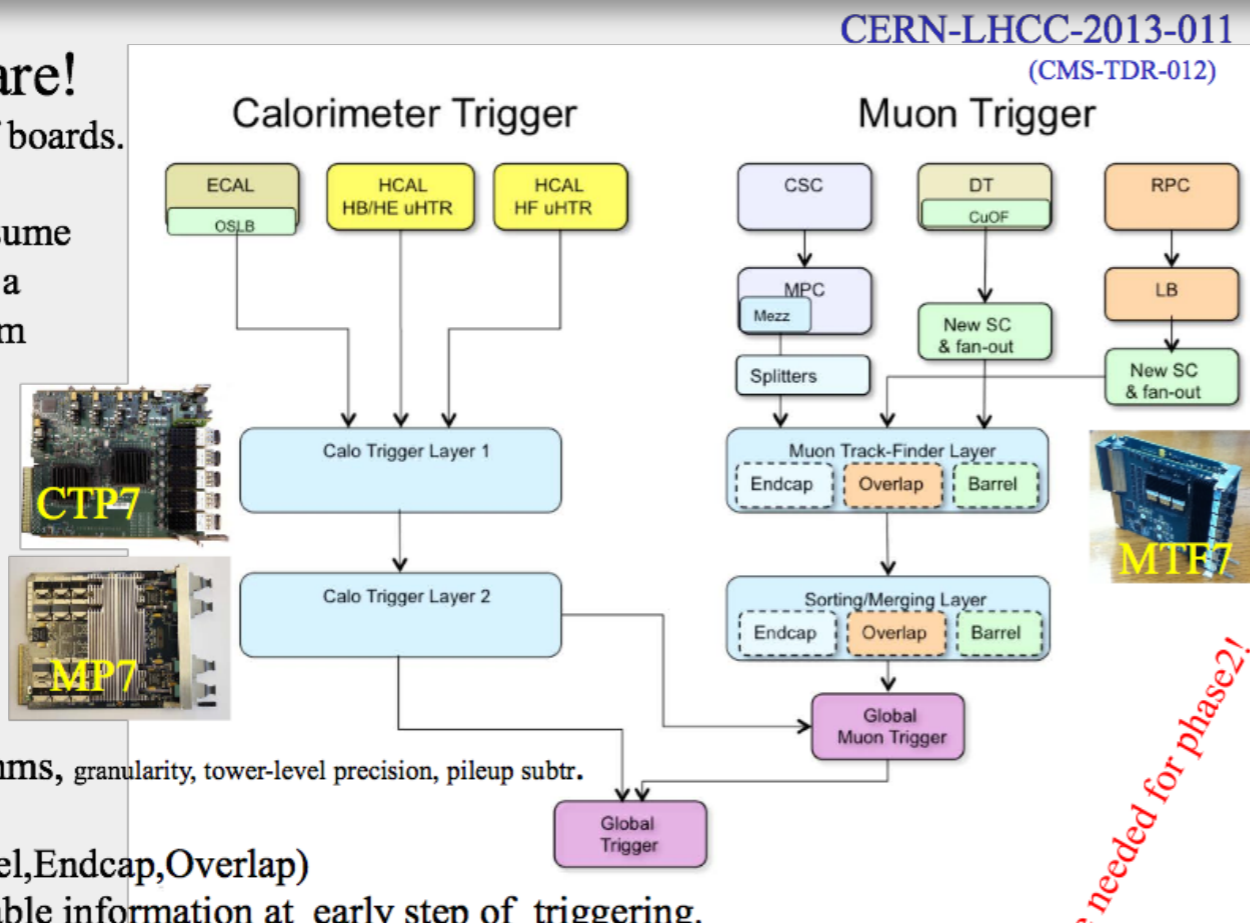 CERN-LHCC-2013-011
(CMS-TDR-012)
are!
boards.
sume
a
m
Calorimeter Trigger
Muon Trigger
ECAL
OSLB
HCAL
HB/HE uHTR
HCAL
HF uHTR
CSC
DT
CuOF
RPC
MPC
Mezz
LB
New SC
& fan-out
Splitters
New SC
& fan-out
CTP7
Calo Trigger Layer 1
Muon Track-Finder Layer
Endcap
Overlap
Barrel
MTF7
MP7
Calo Trigger Layer 2
Sorting/Merging Layer
Endcap
Overlap
Barrel
Global
Muon Trigger
Global
Trigger
hms, granularity, tower-level precision, pileup subtr.
el,Endcap,Overlap)
able information at early step of triggering.
needed for phase2!